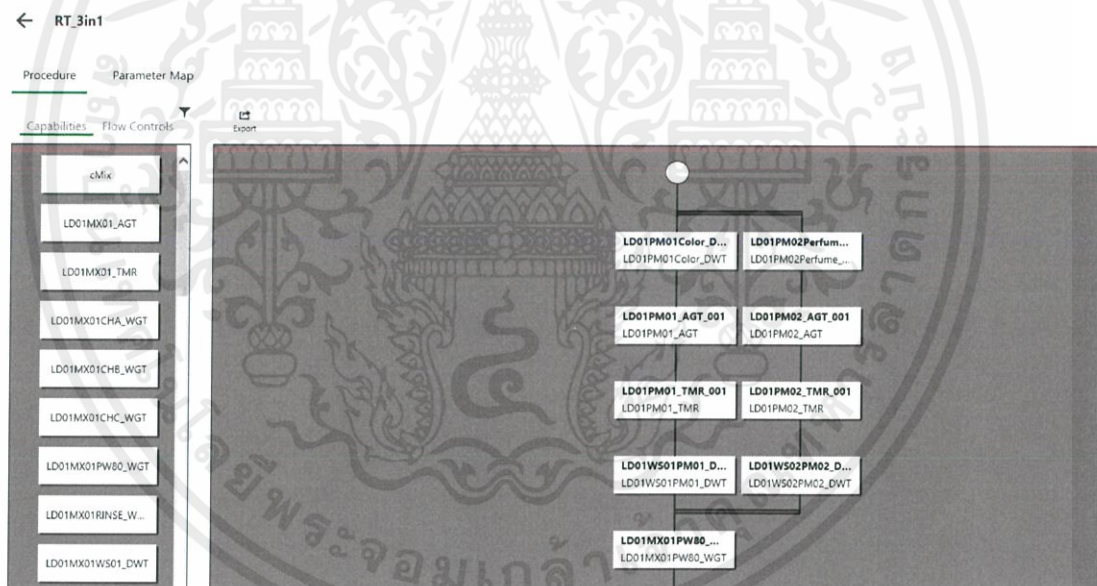 ← RT_3in1
Procedure Parameter Map
Capabilities Flow Controls
Export
cMix
LD01MX01_AGT
LD01MX01_TMR
LD01MX01CHA_WGT
LD01MX01CHB_WGT
LD01MX01CHC_WGT
LD01MX01PW80_WGT
LD01MX01RINSE_W...
LD01MX01WS01_DWT
LD01PM01Color_D...
LD01PM01Color_DWT
LD01PM02Perfum...
LD01PM02Perfume_...
LD01PM01_AGT_001
LD01PM01_AGT
LD01PM02_AGT_001
LD01PM02_AGT
LD01PM01_TMR_001
LD01PM01_TMR
LD01PM02_TMR_001
LD01PM02_TMR
LD01WS01PM01_D...
LD01WS01PM01_DWT
LD01WS02PM02_D...
LD01WS02PM02_DWT
LD01MX01PW80_...
LD01MX01PW80_WGT